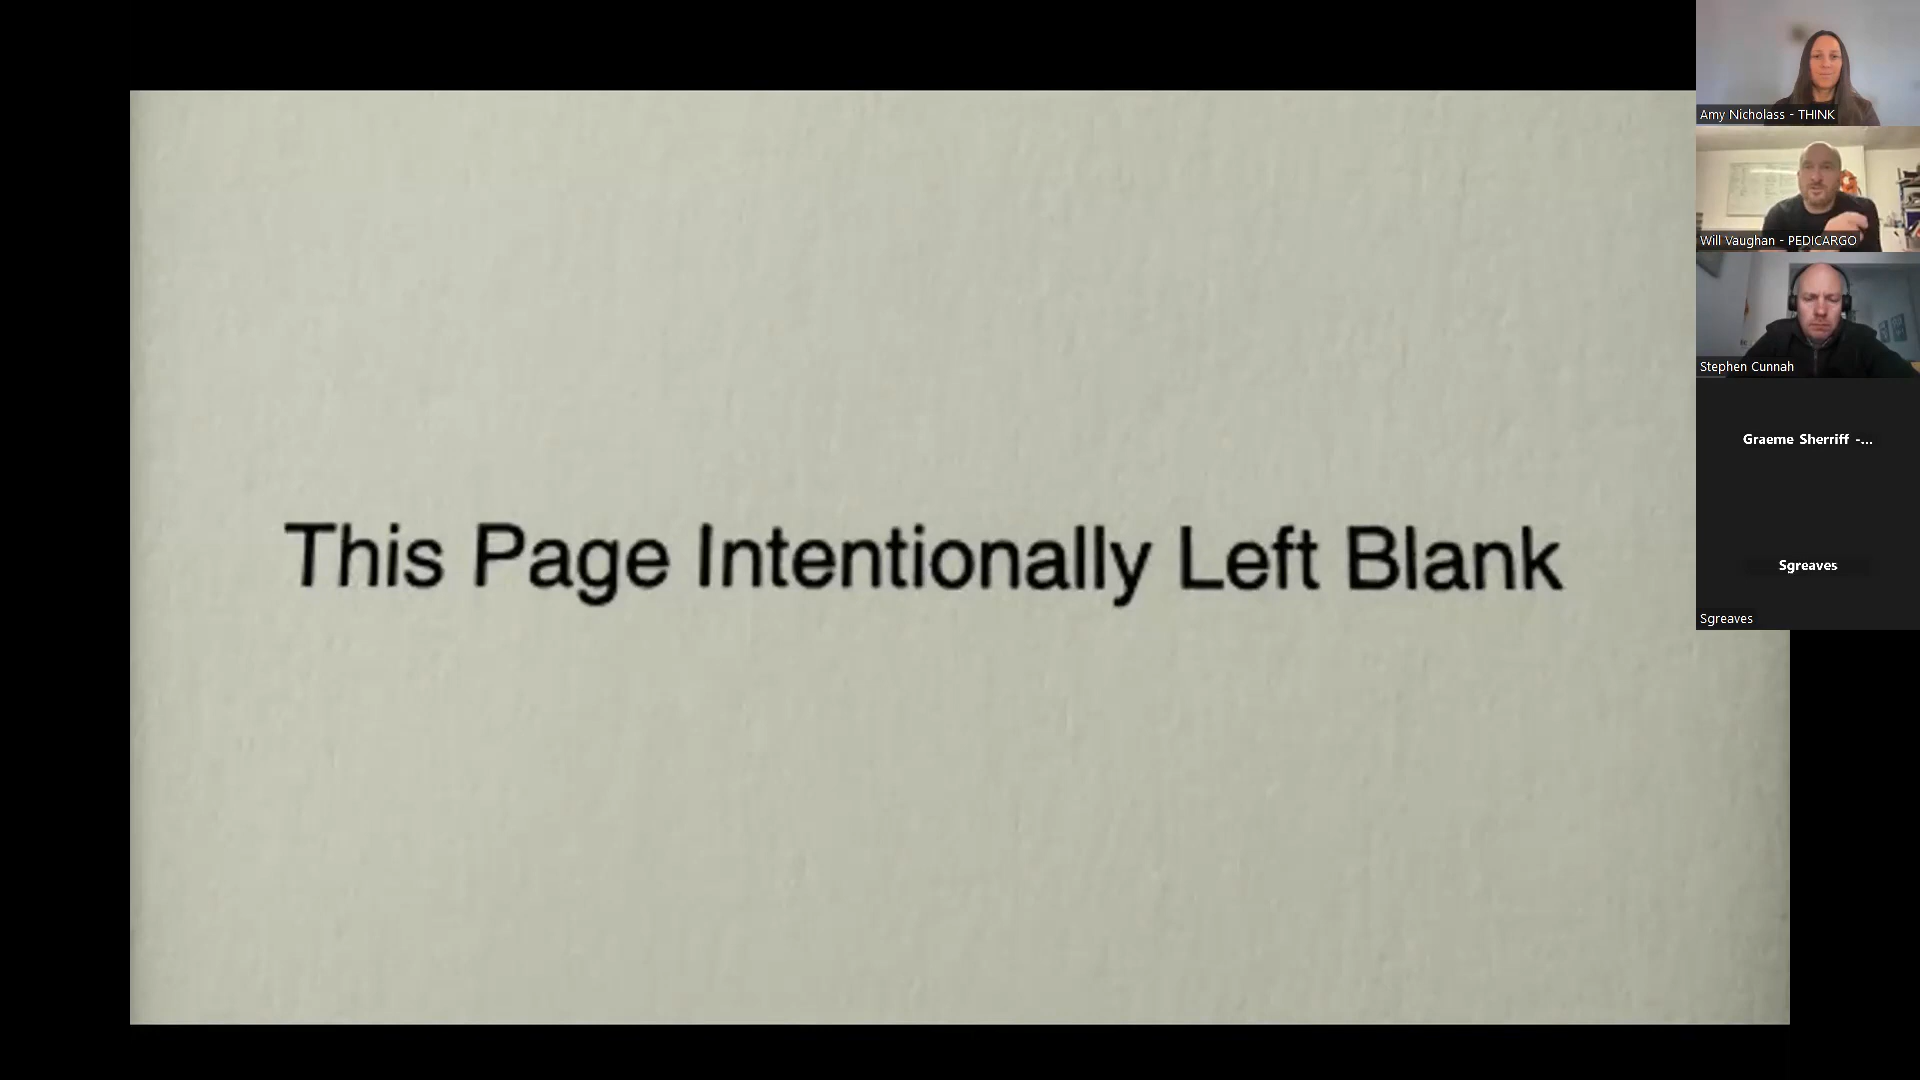 This Page Intentionally Left Blank
Amy Nicholass - THINK
Will Vaughan - PEDICARGO
Stephen Cunnah
Graeme Sherriff -...
Sgreaves
Sgreaves